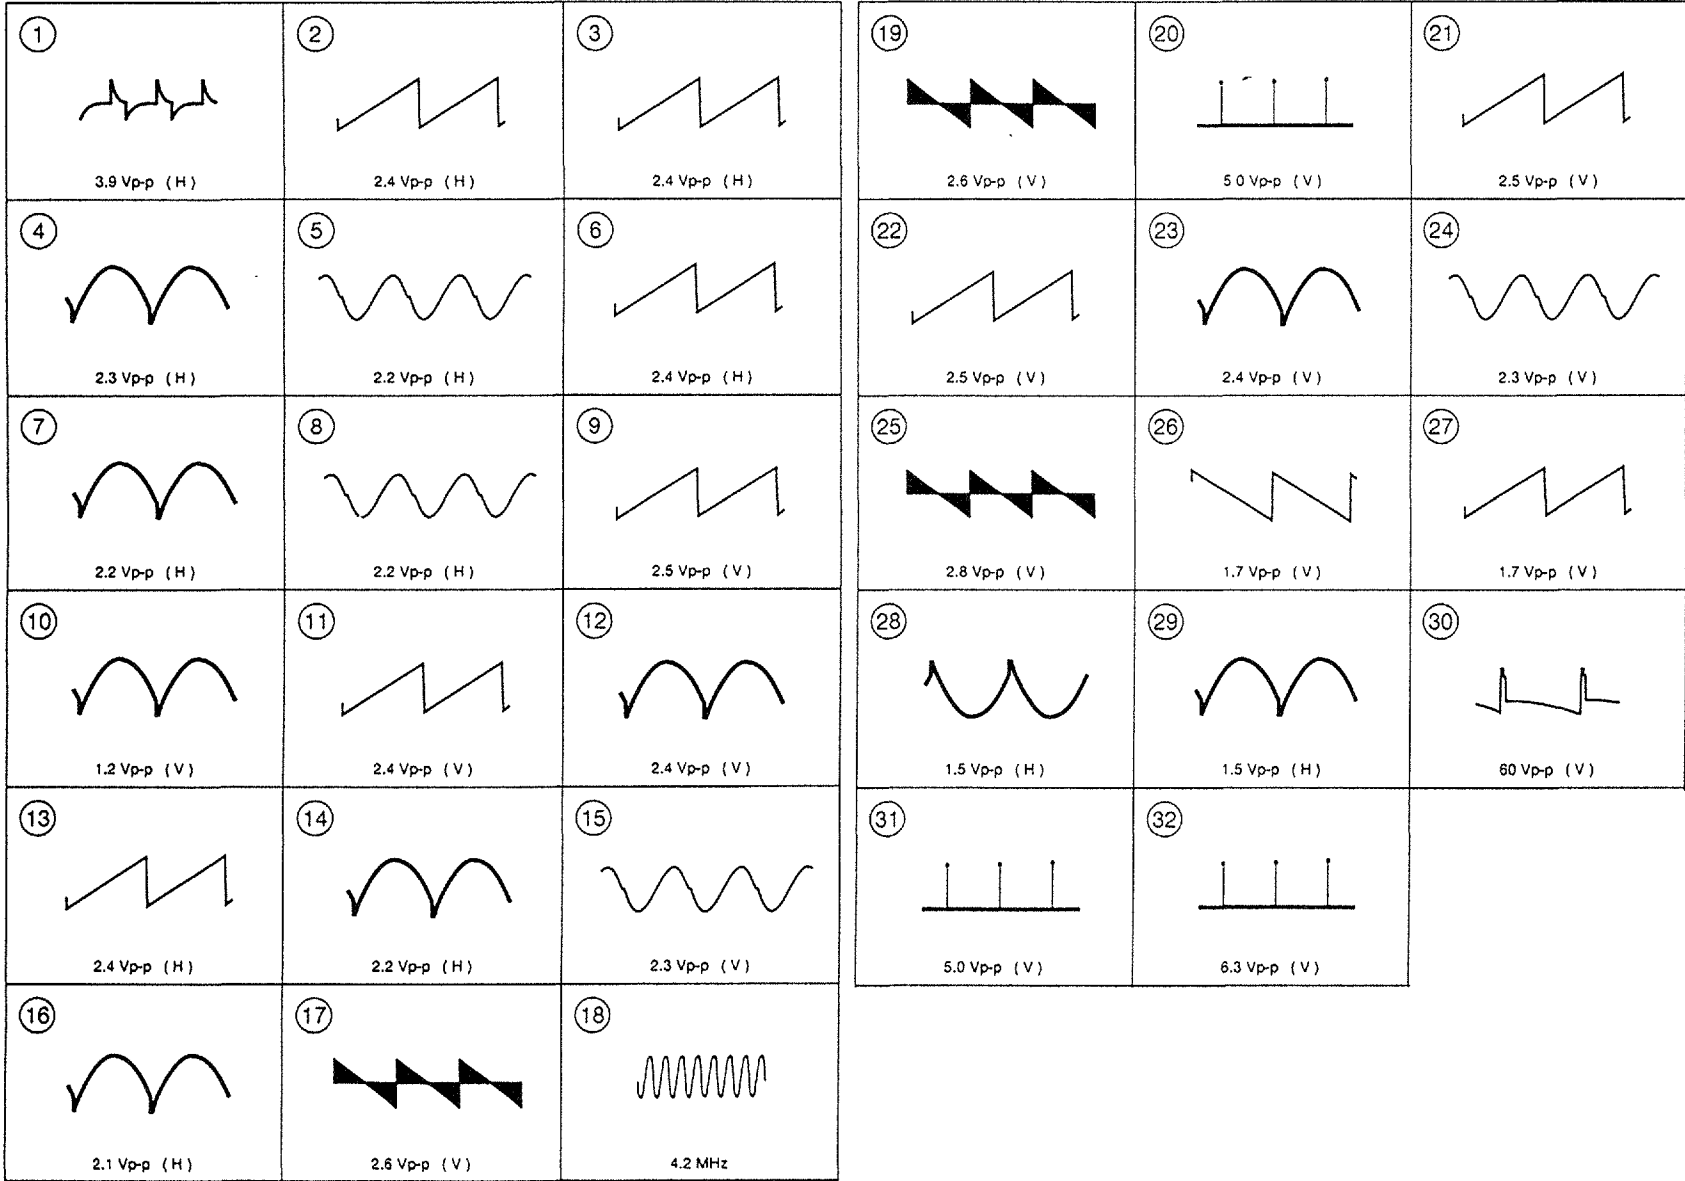 1
2
3
3.9 Vp-p (H)
2.4 Vp-p (H)
2.4 Vp-p (H)
4
5
6
2.3 Vp-p (H)
2.2 Vp-p (H)
2.4 Vp-p (H)
7
8
9
2.2 Vp-p (H)
2.2 Vp-p (H)
2.5 Vp-p (V)
10
11
12
1.2 Vp-p (V)
2.4 Vp-p (V)
2.4 Vp-p (V)
13
14
15
2.4 Vp-p (H)
2.2 Vp-p (H)
2.3 Vp-p (V)
16
17
18
2.1 Vp-p (H)
2.6 Vp-p (V)
4.2 MHz
19
20
21
2.6 Vp-p (V)
5 0 Vp-p (V)
2.5 Vp-p (V)
22
23
24
2.5 Vp-p (V)
2.4 Vp-p (V)
2.3 Vp-p (V)
25
26
27
2.8 Vp-p (V)
1.7 Vp-p (V)
1.7 Vp-p (V)
28
29
30
1.5 Vp-p (H)
1.5 Vp-p (H)
60 Vp-p (V)
31
32
5.0 Vp-p (V)
6.3 Vp-p (V)